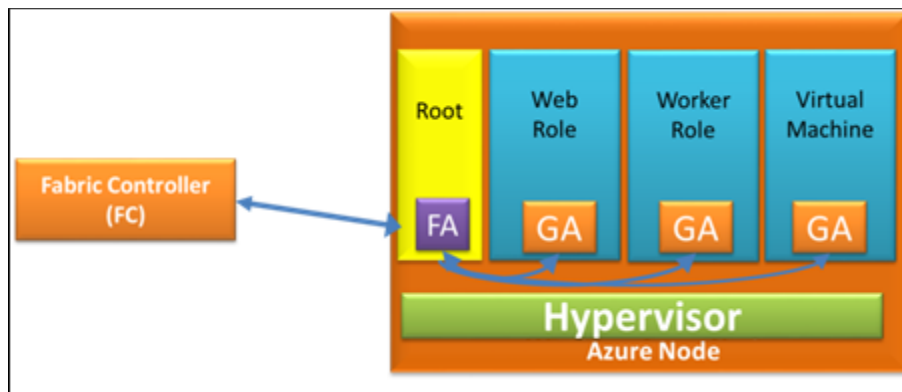 Fabric Controller
(FC)
Root
FA
Web
Role
GA
Worker
Role
GA
Virtual
Machine
GA
Hypervisor
Azure Node